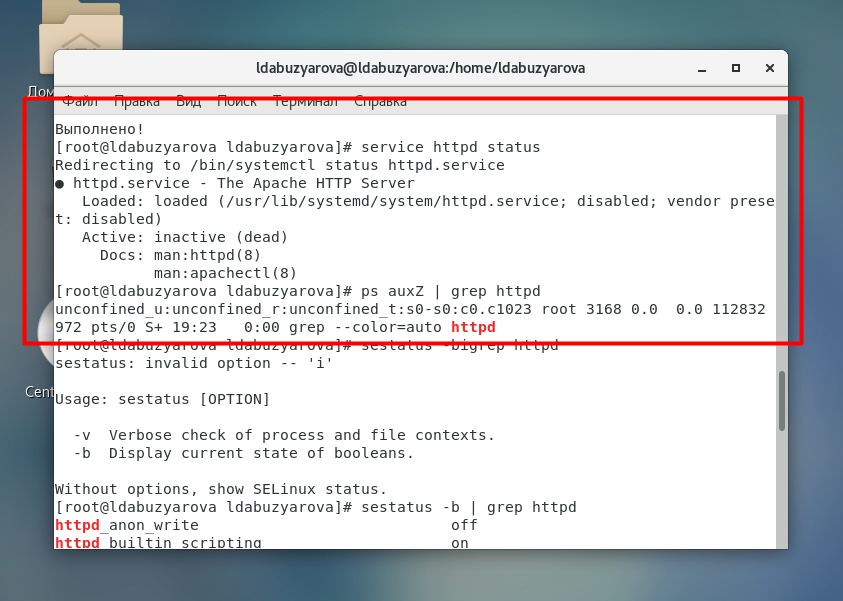 Дом
ldabuzyarova@ldabuzyarova:/home/ldabuzyarova
Файл Правка Вид Поиск Терминал Справка
Выполнено!
[root@ldabuzyarova ldabuzyarova]# service httpd status
Redirecting to /bin/systemctl status httpd.service
● httpd.service - The Apache HTTP Server
   Loaded: loaded (/usr/lib/systemd/system/httpd.service; disabled; vendor prese
t: disabled)
   Active: inactive (dead)
     Docs: man:httpd(8)
           man:apachectl(8)
[root@ldabuzyarova ldabuzyarova]# ps auxZ | grep httpd
unconfined_u:unconfined_r:unconfined_t:s0-s0:c0.c1023 root 3168 0.0  0.0 112832
972 pts/0 S+ 19:23   0:00 grep --color=auto httpd
[root@ldabuzyarova ldabuzyarova]# sestatus -bigrep httpd
sestatus: invalid option -- 'i'
Cent
Usage: sestatus [OPTION]
  -v  Verbose check of process and file contexts.
  -b  Display current state of booleans.
Without options, show SELinux status.
[root@ldabuzyarova ldabuzyarova]# sestatus -b | grep httpd
httpd_anon_write                            off
httpd_builtin_scripting                     on